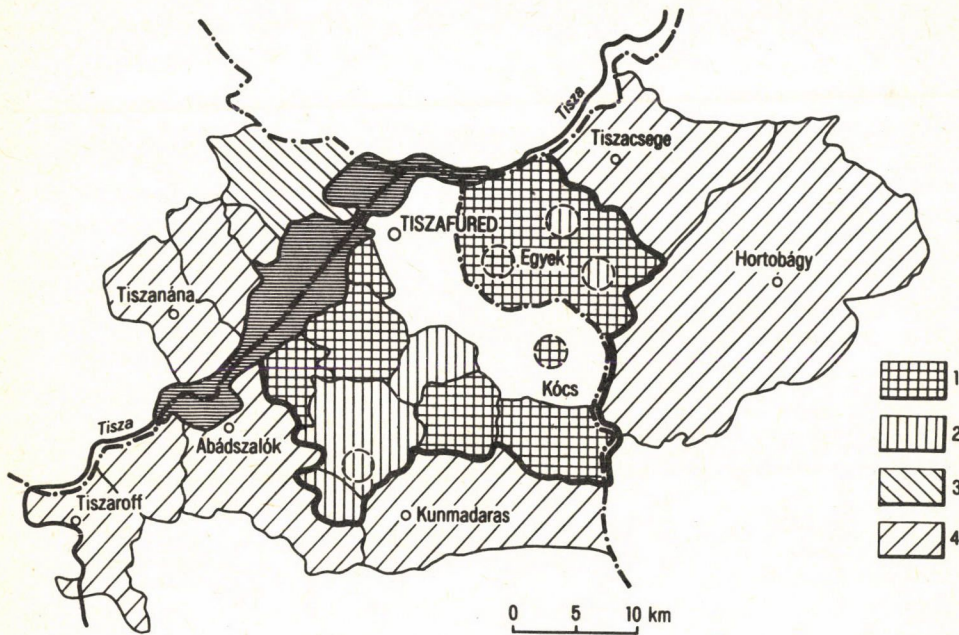 Tisza
Tiszacsege
TISZAFÜRED
Egyek
Hortobágy
Tiszanána
Kócs
1
Tisza
Abádszalók
2
3
Tiszaroff
Kunmadaras
4
0 5 10 km